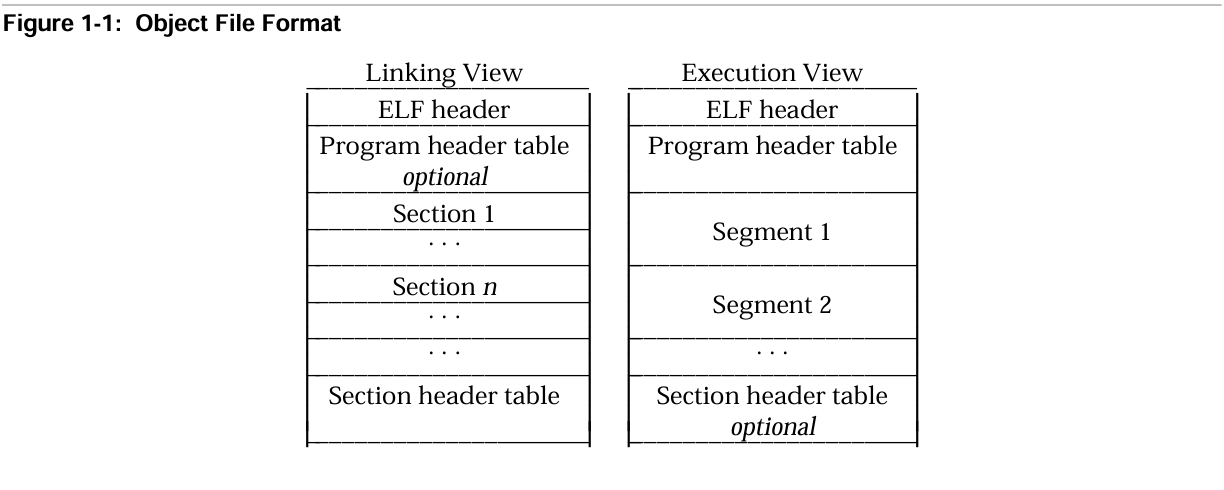 Figure 1-1: Object File Format
Linking View
ELF header
Program header table
optional
Section 1
. . .
Section n
. . .
. . .
Section header table
Execution View
ELF header
Program header table
Segment 1
Segment 2
. . .
Section header table
optional